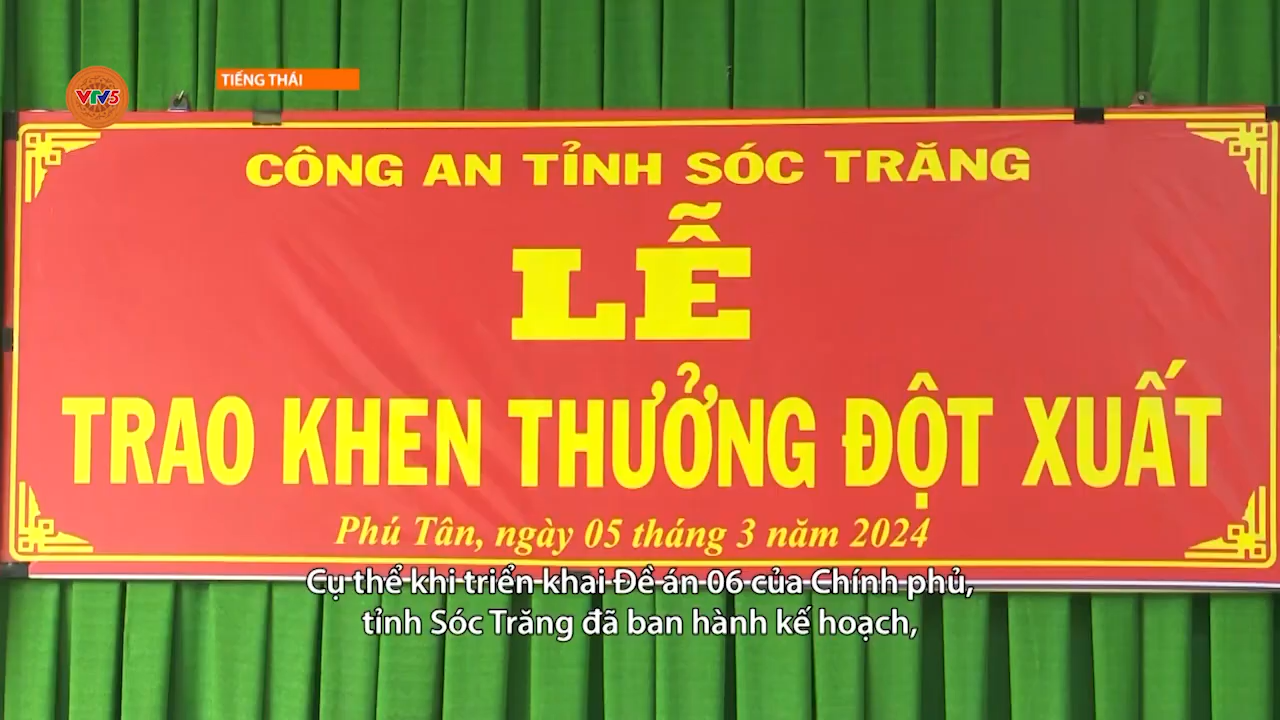 TIẾNG THÁI
VTV5
CÔNG AN TỈNH SÓC TRĂNG
LỄ
TRAO KHEN THƯỞNG ĐỘT XUẤT
Phú Tân, ngày 05 tháng 3 năm 2024
Cụ thể khi triển khai Đề án 06 của Chính phủ,
tỉnh Sóc Trăng đã ban hành kế hoạch,